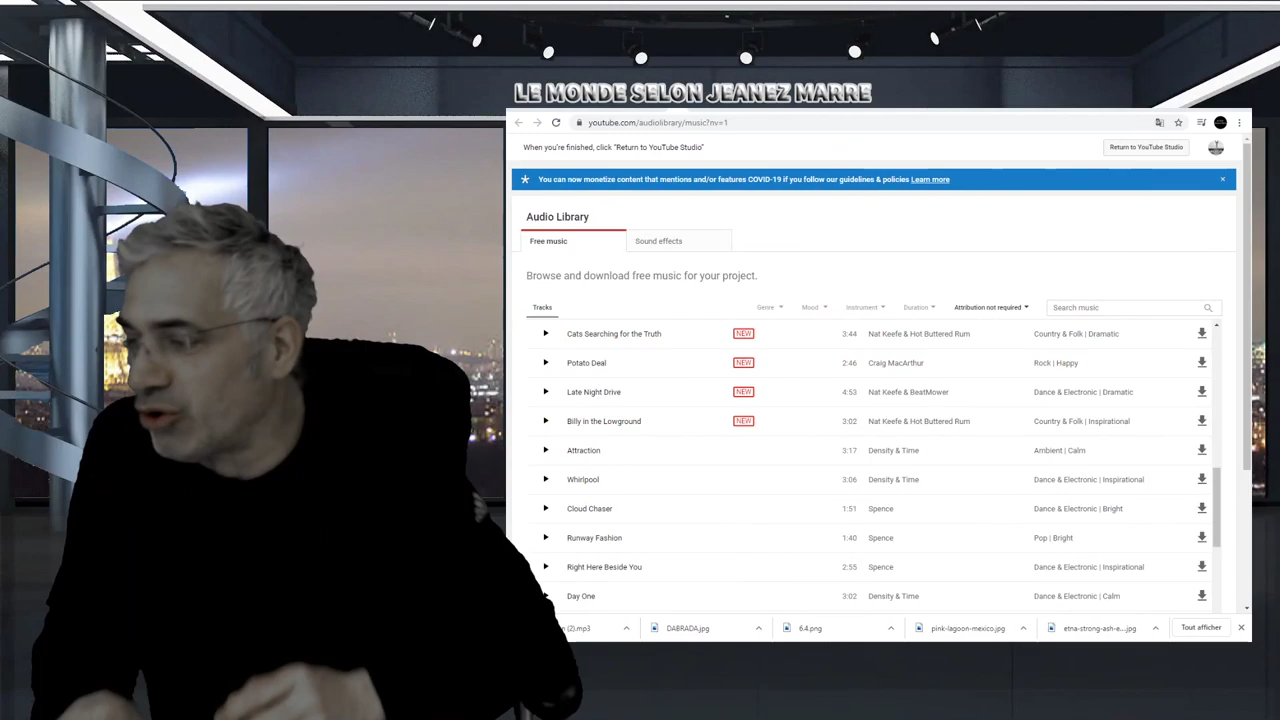 LE MONDE SELON JEANEZ MARRE
youtube.com/audiolibrary/music?nv=1
When you're finished, click "Return to YouTube Studio"
Return to YouTube Studio
You can now monetize content that mentions and/or features COVID-19 if you follow our guidelines & policies Learn more
Audio Library
Free music Sound effects
Browse and download free music for your project.
Tracks Genre Mood Instrument Duration Attribution not required Search music
Cats Searching for the Truth NEW 3:44 Nat Keefe & Hot Buttered Rum Country & Folk | Dramatic
Potato Deal NEW 2:46 Craig MacArthur Rock | Happy
Late Night Drive NEW 4:53 Nat Keefe & BeatMower Dance & Electronic | Dramatic
Billy in the Lowground NEW 3:02 Nat Keefe & Hot Buttered Rum Country & Folk | Inspirational
Attraction 3:17 Density & Time Ambient | Calm
Whirlpool 3:06 Density & Time Dance & Electronic | Inspirational
Cloud Chaser 1:51 Spence Dance & Electronic | Bright
Runway Fashion 1:40 Spence Pop | Bright
Right Here Beside You 2:55 Spence Dance & Electronic | Inspirational
Day One 3:02 Density & Time Dance & Electronic | Calm
(2).mp3 DABRADA.jpg 6.4.png pink-lagoon-mexico.jpg etna-strong-ash-e....jpg Tout afficher